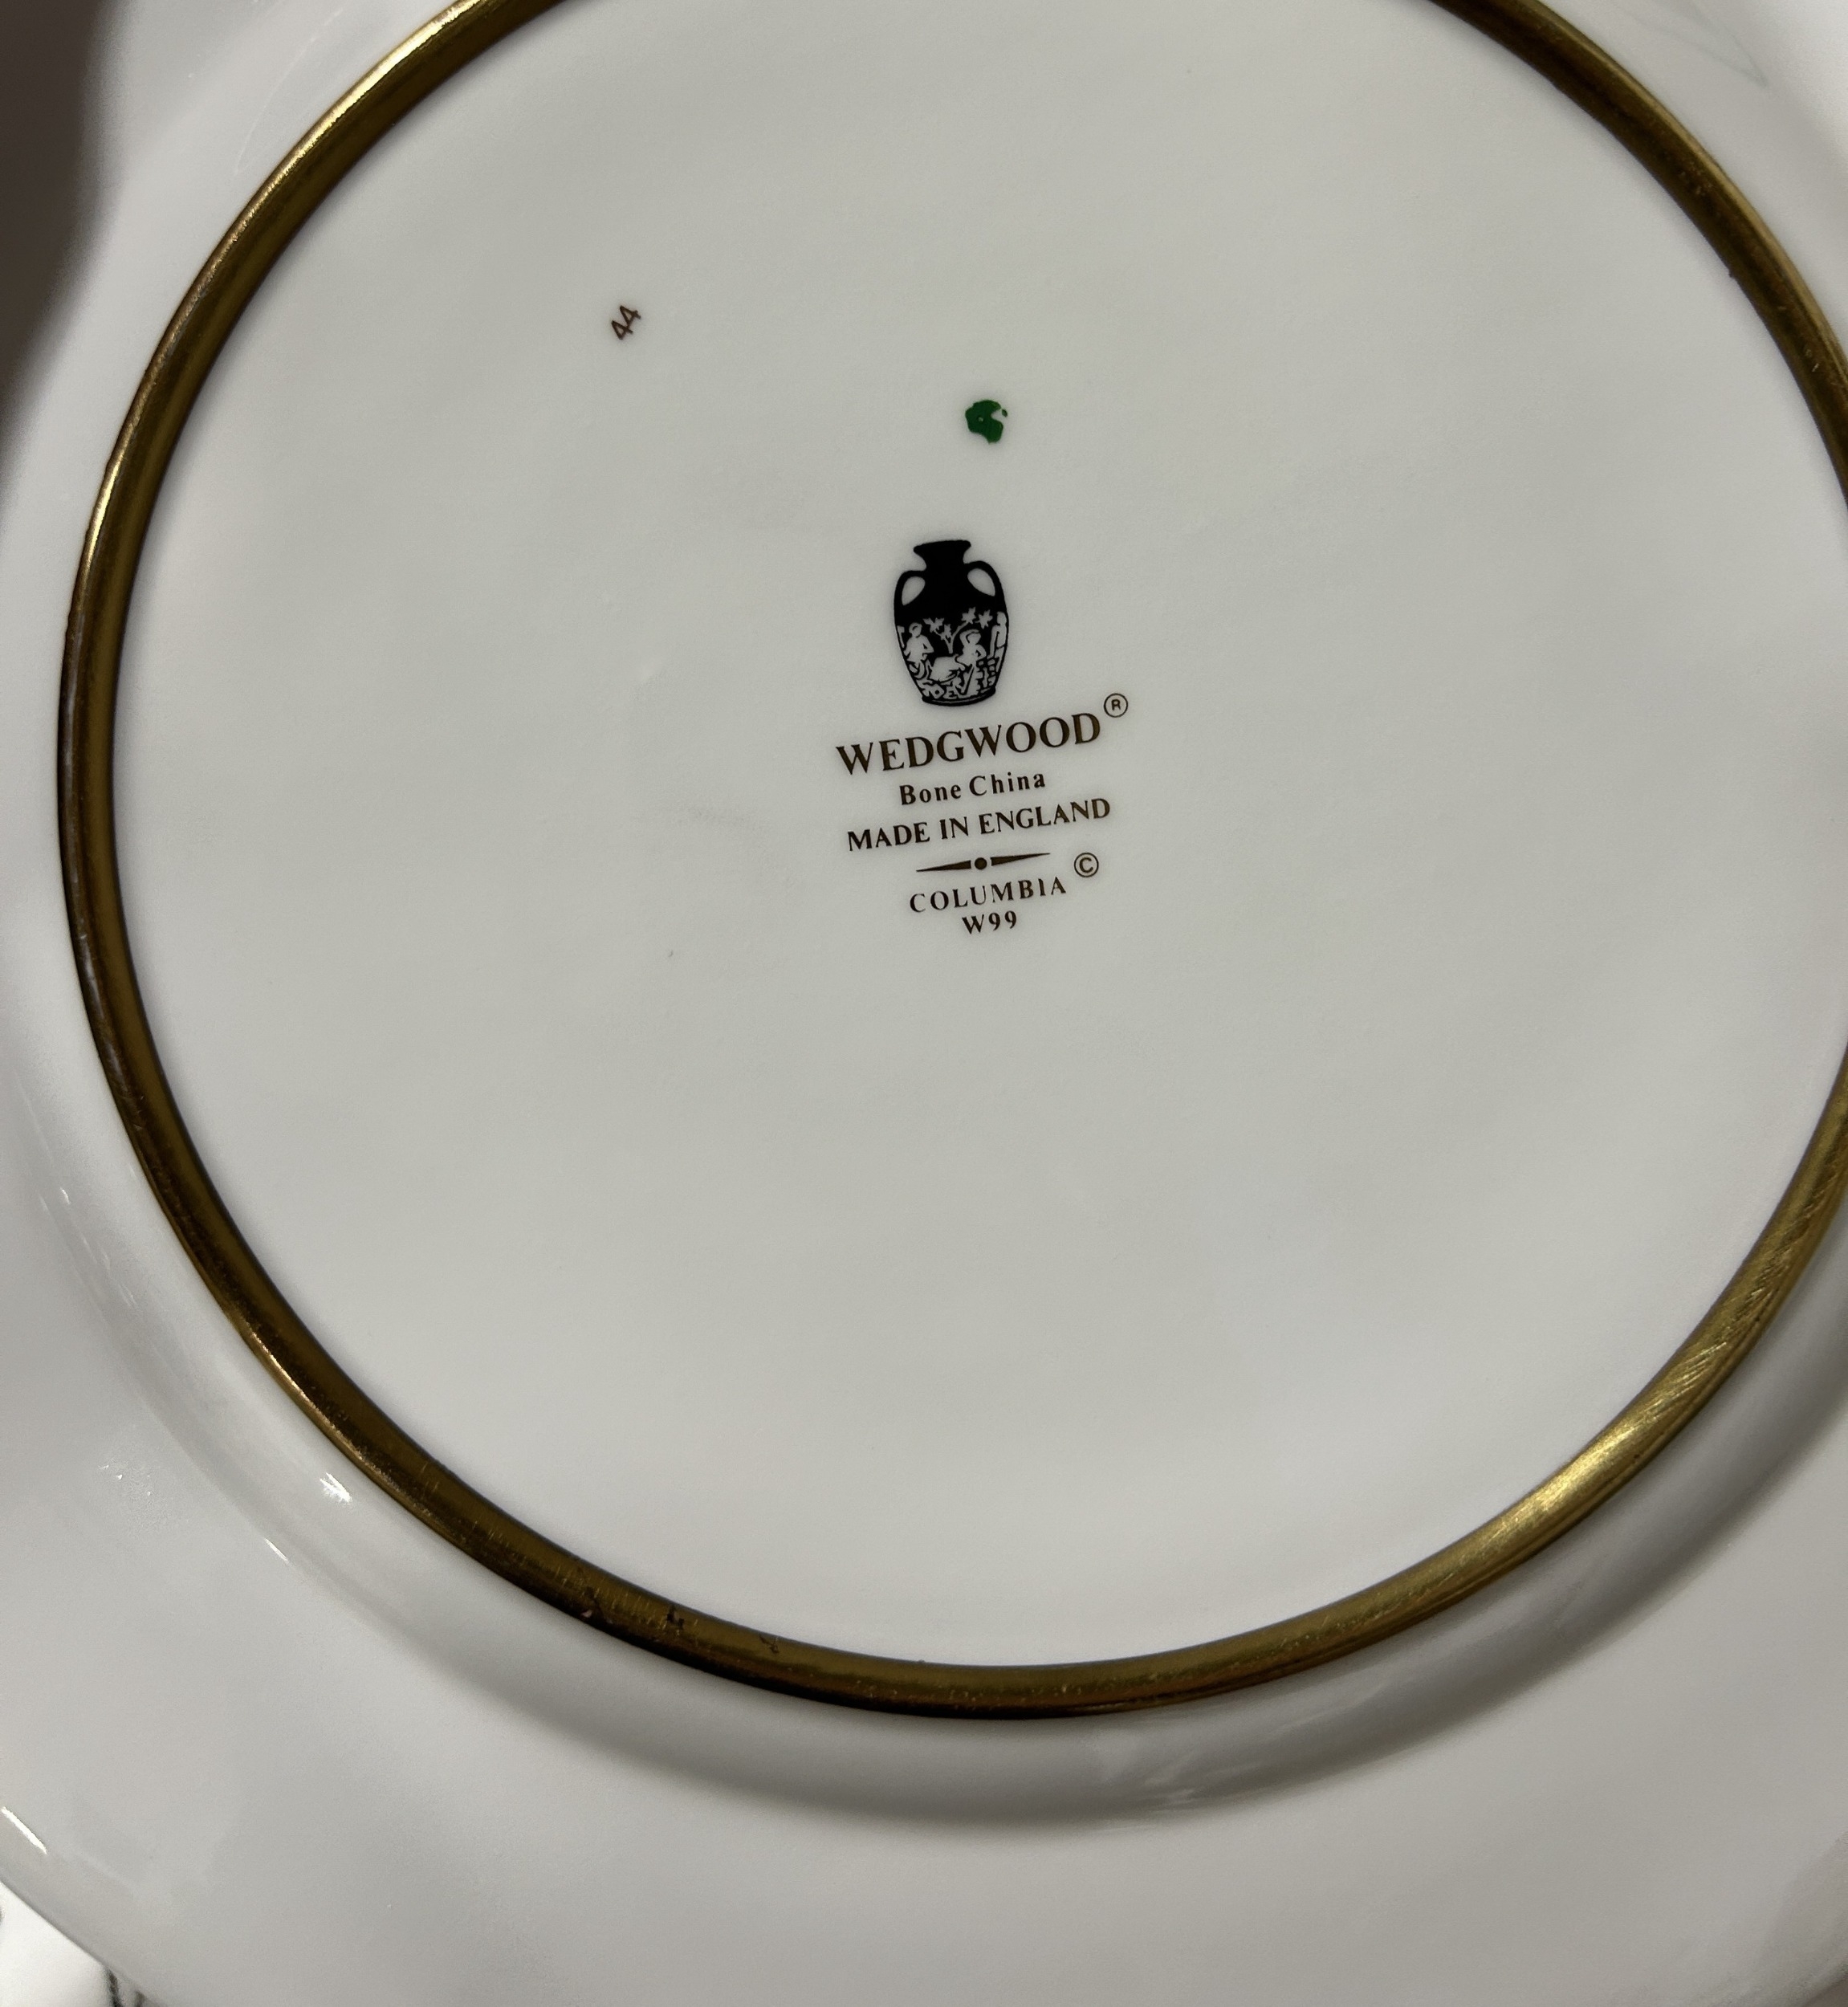 44
WEDGWOOD®
Bone China
MADE IN ENGLAND
COLUMBIA ©
W99